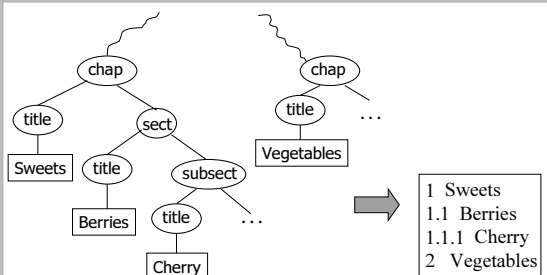 chap
chap
title
sect
title
...
Sweets
title
subsect
Vegetables
Berries
title
...
Cherry
1 Sweets
1.1 Berries
1.1.1 Cherry
2 Vegetables